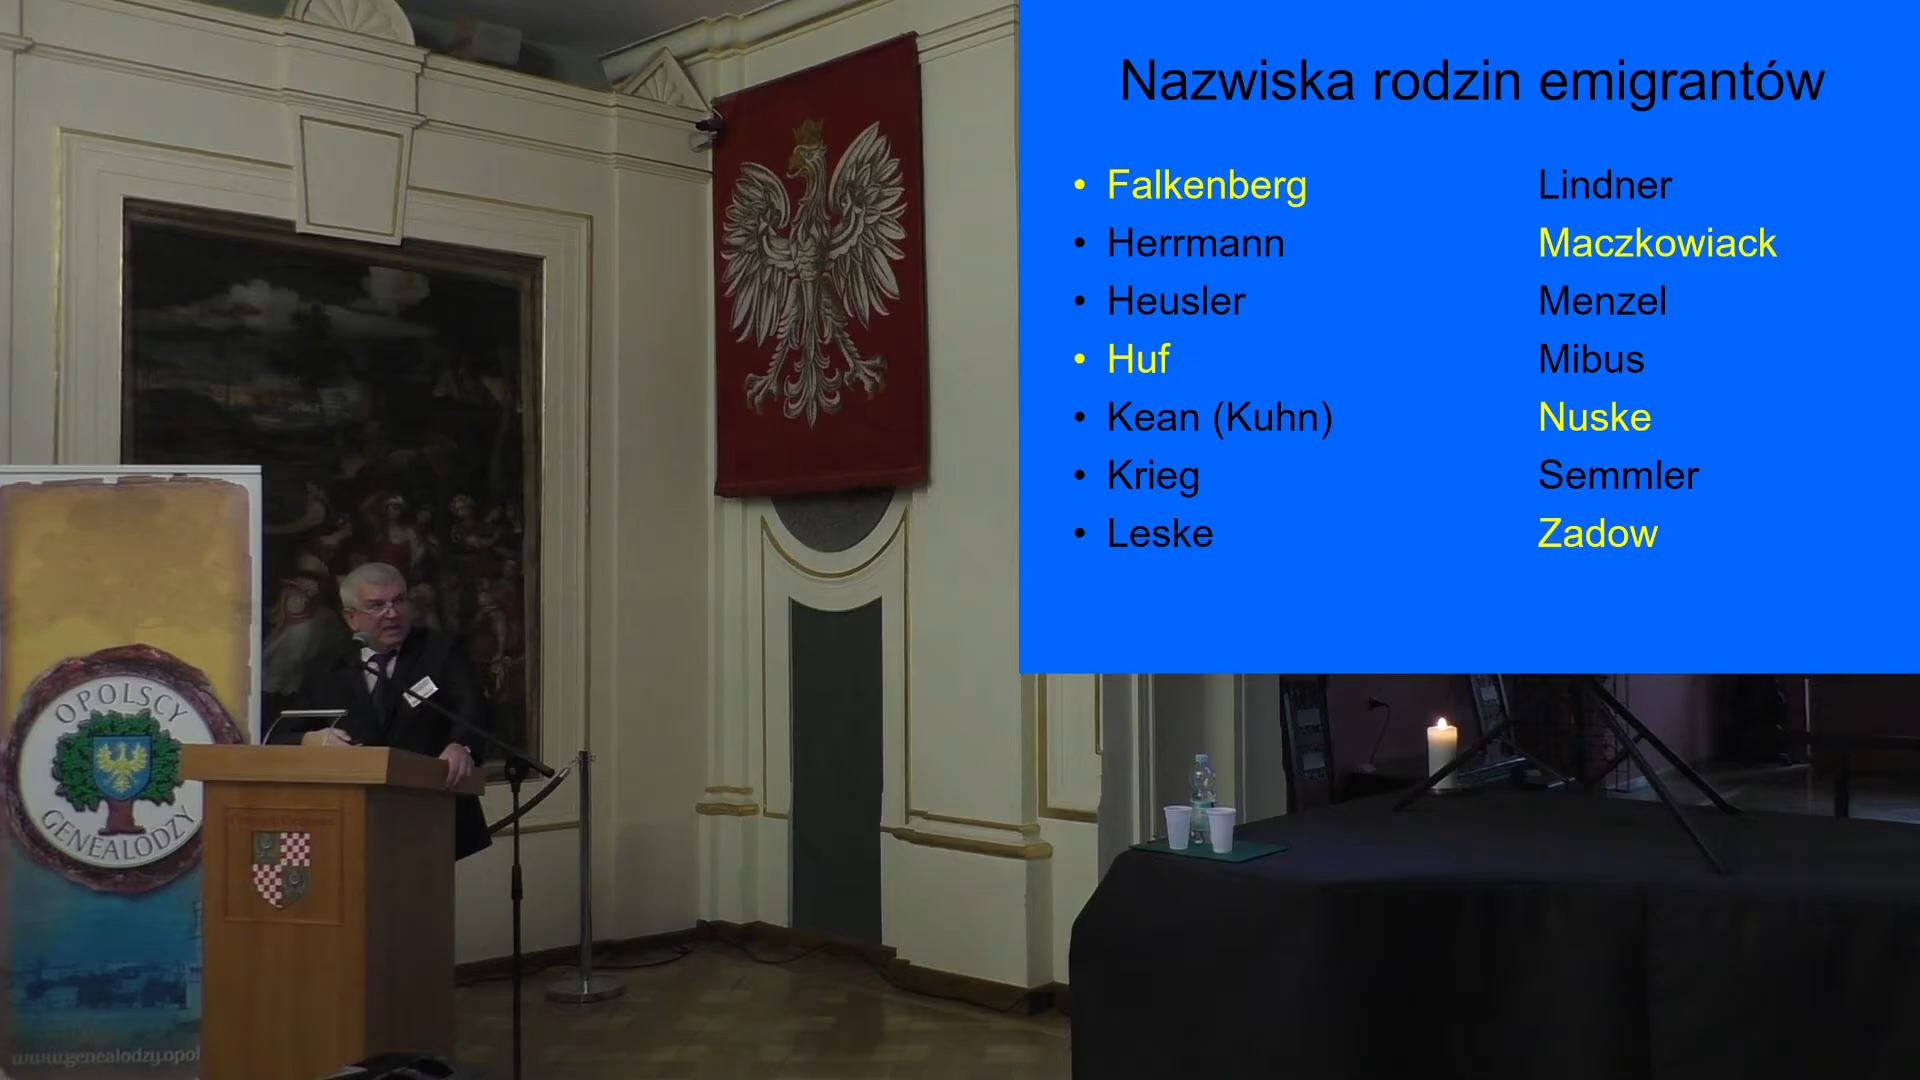 Nazwiska rodzin emigrantów
• Falkenberg
• Herrmann
• Heusler
• Huf
• Kean (Kuhn)
• Krieg
• Leske
Lindner
Maczkowiack
Menzel
Mibus
Nuske
Semmler
Zadow
OPOLSCY
GENEALODZY
www.genealodzy.opol